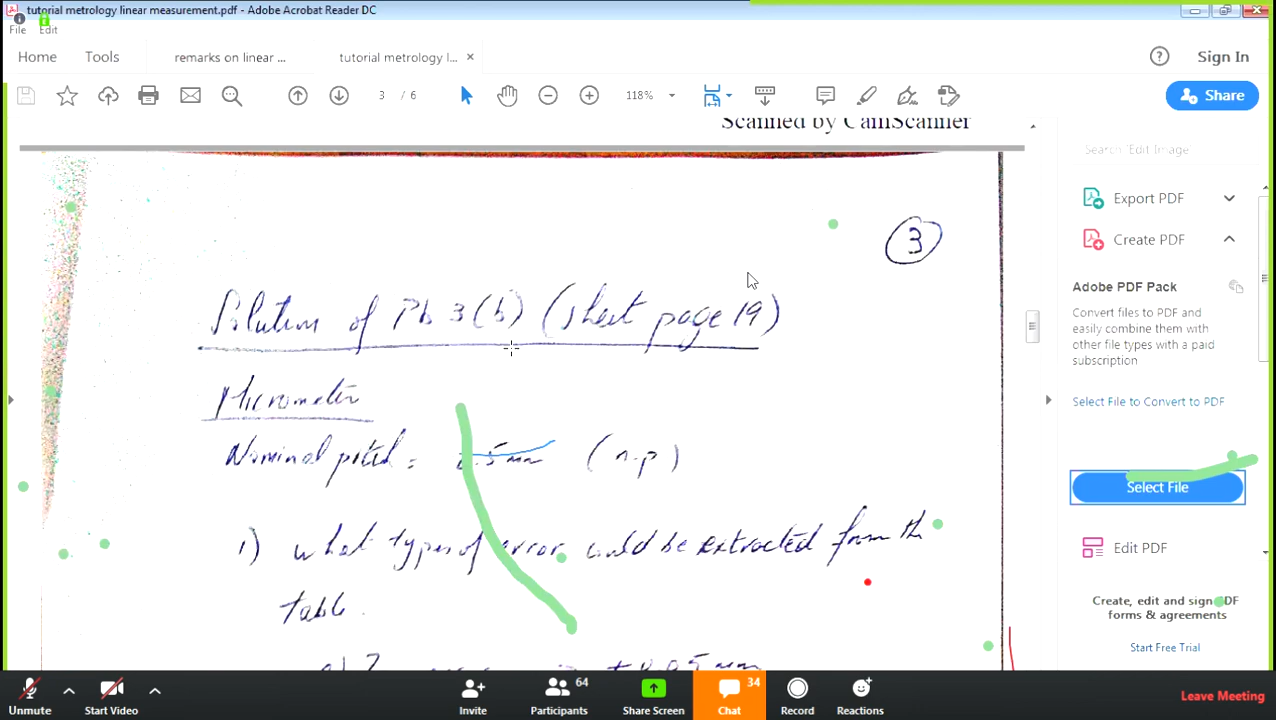 tutorial metrology linear measurement.pdf - Adobe Acrobat Reader DC
File Edit
Home Tools remarks on linear ... tutorial metrology l... × Sign In
3 / 6 118% Share
Scanned by CamScanner
3
Solution of Pb 3(b) (sheet page 19)
Micrometer
Nominal pitch = .5mm (n.p)
1) what types of error could be extracted from the
table.
Search 'Edit Image
Export PDF
Create PDF
Adobe PDF Pack
Convert files to PDF and
easily combine them with
other file types with a paid
subscription
Select File to Convert to PDF
Select File
Edit PDF
Create, edit and sign PDF
forms & agreements
Start Free Trial
Unmute Start Video Invite Participants 64 Share Screen Chat 34 Record Reactions Leave Meeting